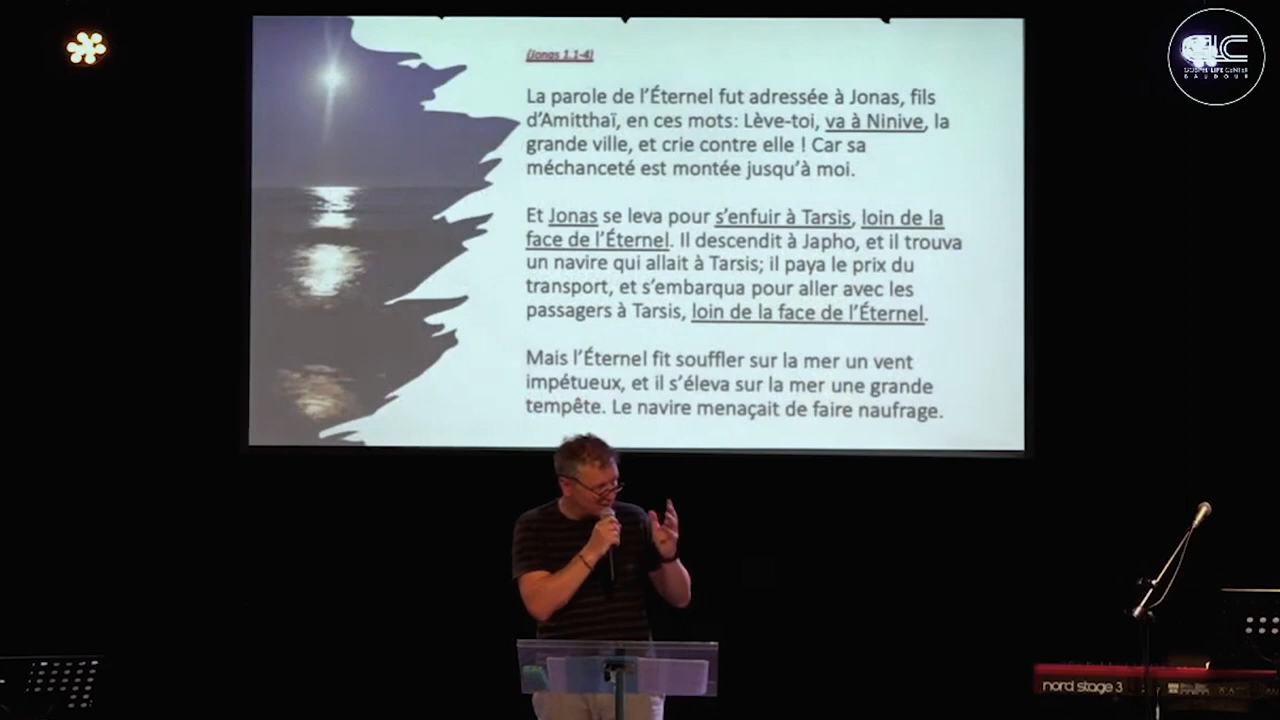 (Jonas 1.1-4)
La parole de l'Éternel fut adressée à Jonas, fils
d'Amitthaï, en ces mots: Lève-toi, va à Ninive, la
grande ville, et crie contre elle ! Car sa
méchanceté est montée jusqu'à moi.
Et Jonas se leva pour s'enfuir à Tarsis, loin de la
face de l'Éternel. Il descendit à Japho, et il trouva
un navire qui allait à Tarsis; il paya le prix du
transport, et s'embarqua pour aller avec les
passagers à Tarsis, loin de la face de l'Éternel.
Mais l'Éternel fit souffler sur la mer un vent
impétueux, et il s'éleva sur la mer une grande
tempête. Le navire menaçait de faire naufrage.
GLC
GOSPEL LIFE CENTER
BAUDOUR
nord stage 3